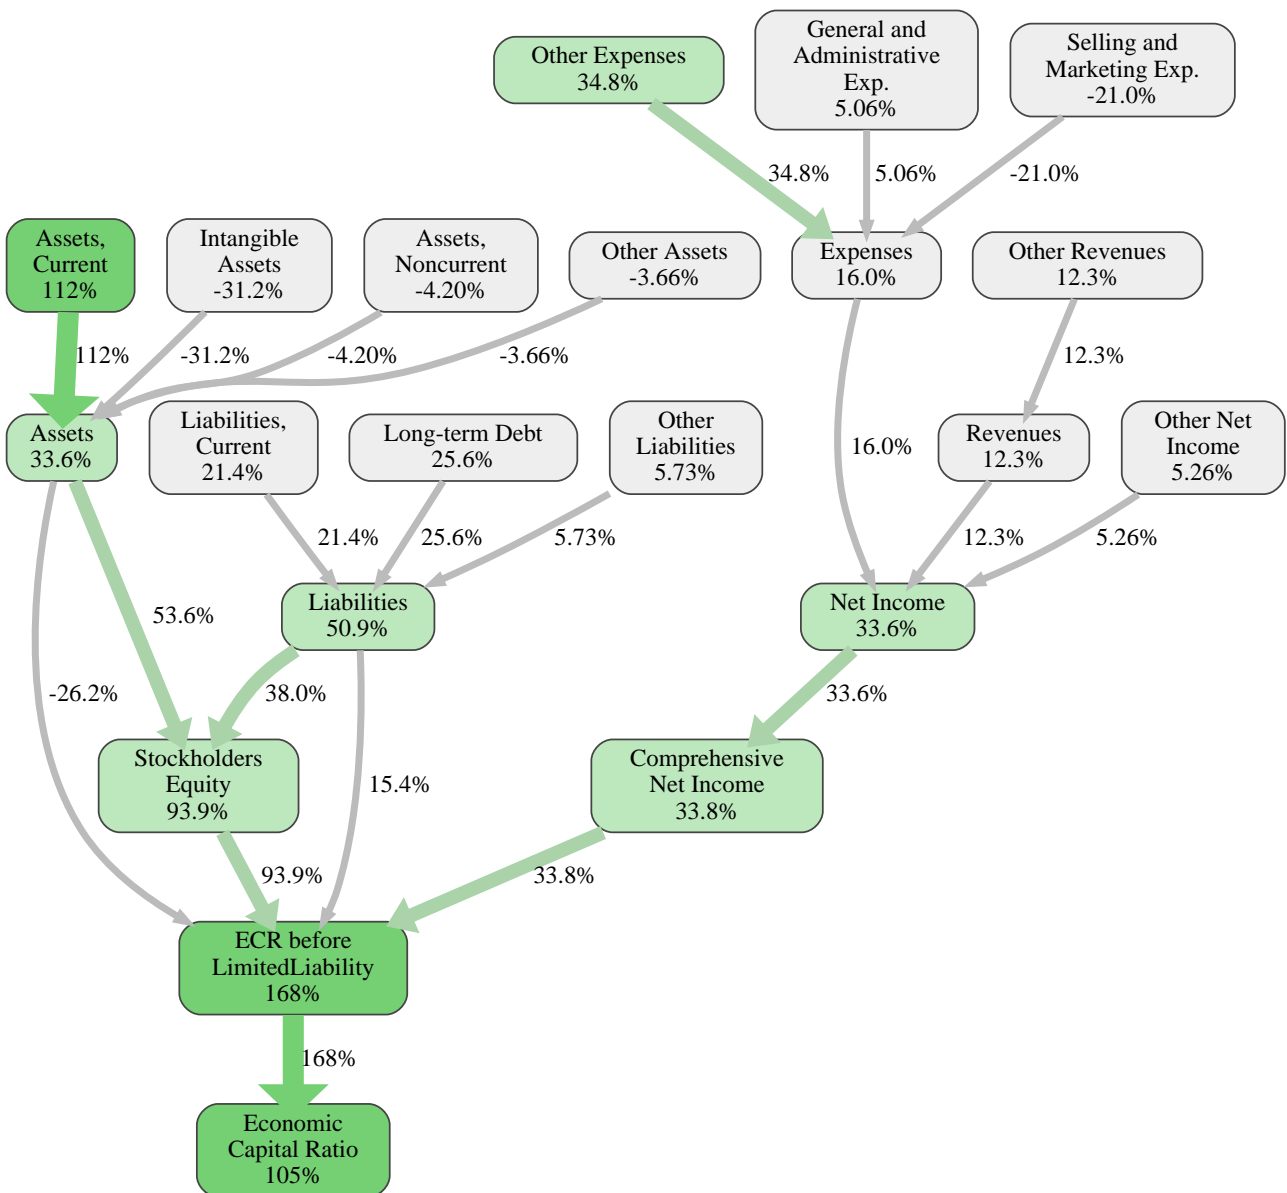 Other Expenses
34.8%
General and
Administrative
Exp.
5.06%
Selling and
Marketing Exp.
-21.0%
34.8%
5.06%
-21.0%
Assets,
Current
112%
Intangible
Assets
-31.2%
Assets,
Noncurrent
-4.20%
Other Assets
-3.66%
Expenses
16.0%
Other Revenues
12.3%
112%
-31.2%
-4.20%
-3.66%
12.3%
Assets
33.6%
Liabilities,
Current
21.4%
Long-term Debt
25.6%
Other
Liabilities
5.73%
16.0%
Revenues
12.3%
Other Net
Income
5.26%
21.4%
25.6%
5.73%
12.3%
5.26%
53.6%
Liabilities
50.9%
Net Income
33.6%
-26.2%
38.0%
33.6%
Stockholders
Equity
93.9%
15.4%
Comprehensive
Net Income
33.8%
93.9%
33.8%
ECR before
LimitedLiability
168%
168%
Economic
Capital Ratio
105%